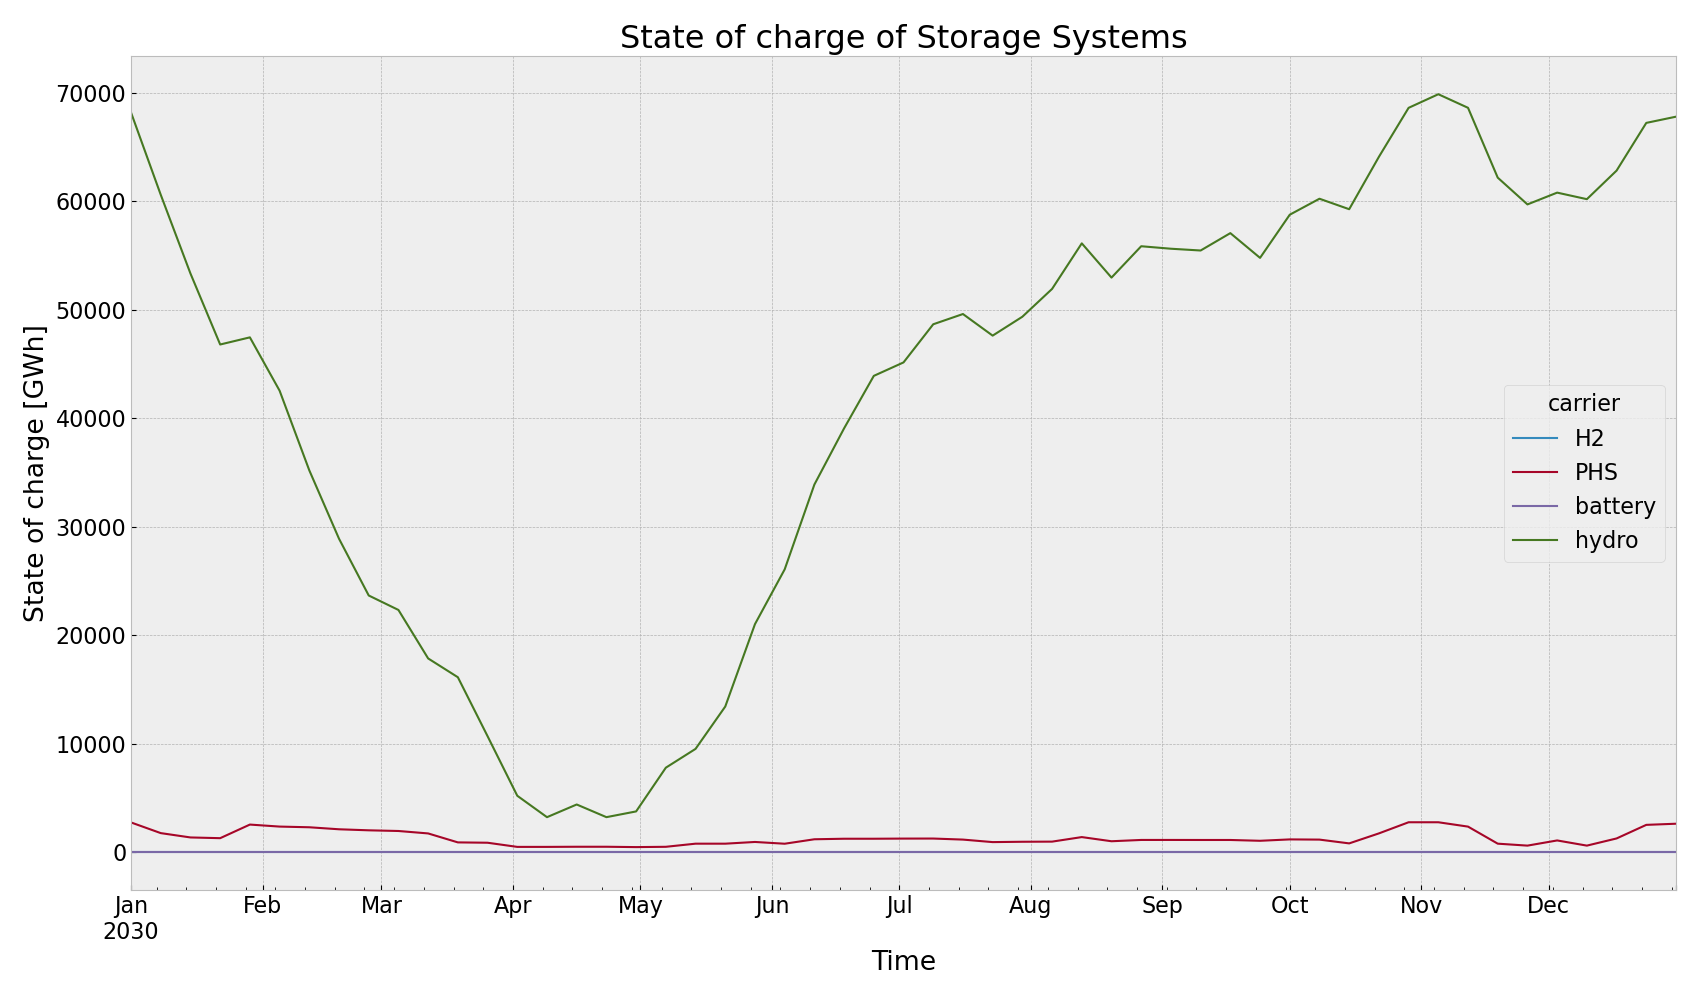 State of charge of Storage Systems
State of charge [GWh]
70000
60000
50000
40000
30000
20000
10000
0
carrier
H2
PHS
battery
hydro
Jan Feb Mar Apr May Jun Jul Aug Sep Oct Nov Dec
2030
Time